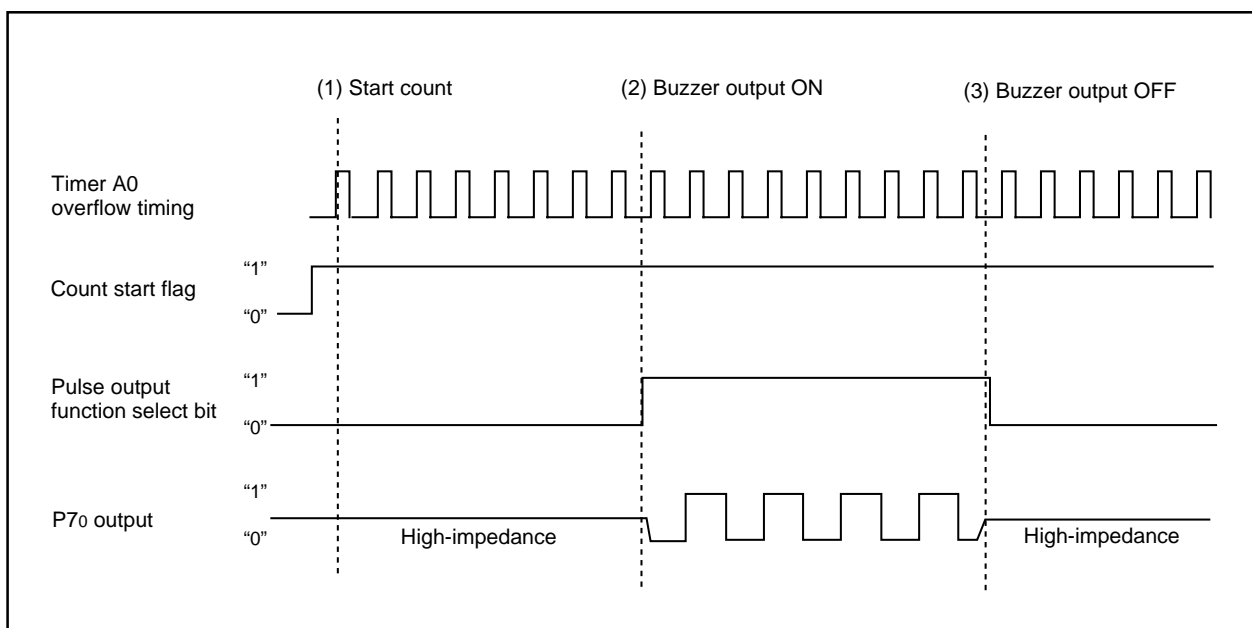 (1) Start count
(2) Buzzer output ON
(3) Buzzer output OFF
Timer A0
overflow timing
“1”
Count start flag
“0”
“1”
Pulse output
function select bit
“0”
“1”
P70 output
“0”
High-impedance
High-impedance